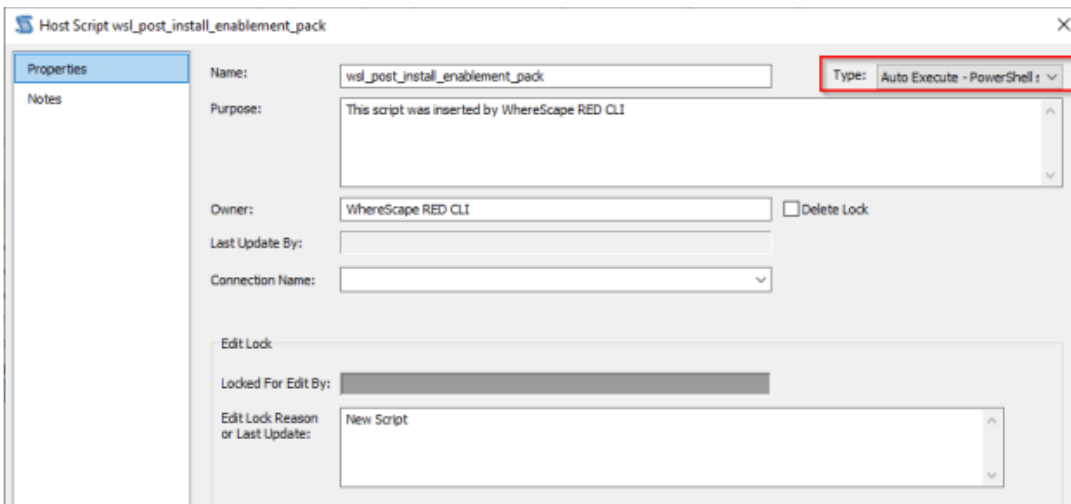 Host Script wsl_post_install_enablement_pack
Properties
Notes
Name: wsl_post_install_enablement_pack Type: Auto Execute - PowerShell s
Purpose: This script was inserted by WhereScape RED CLI
Owner: WhereScape RED CLI Delete Lock
Last Update By:
Connection Name:
Edit Lock
Locked For Edit By:
Edit Lock Reason
or Last Update:
New Script